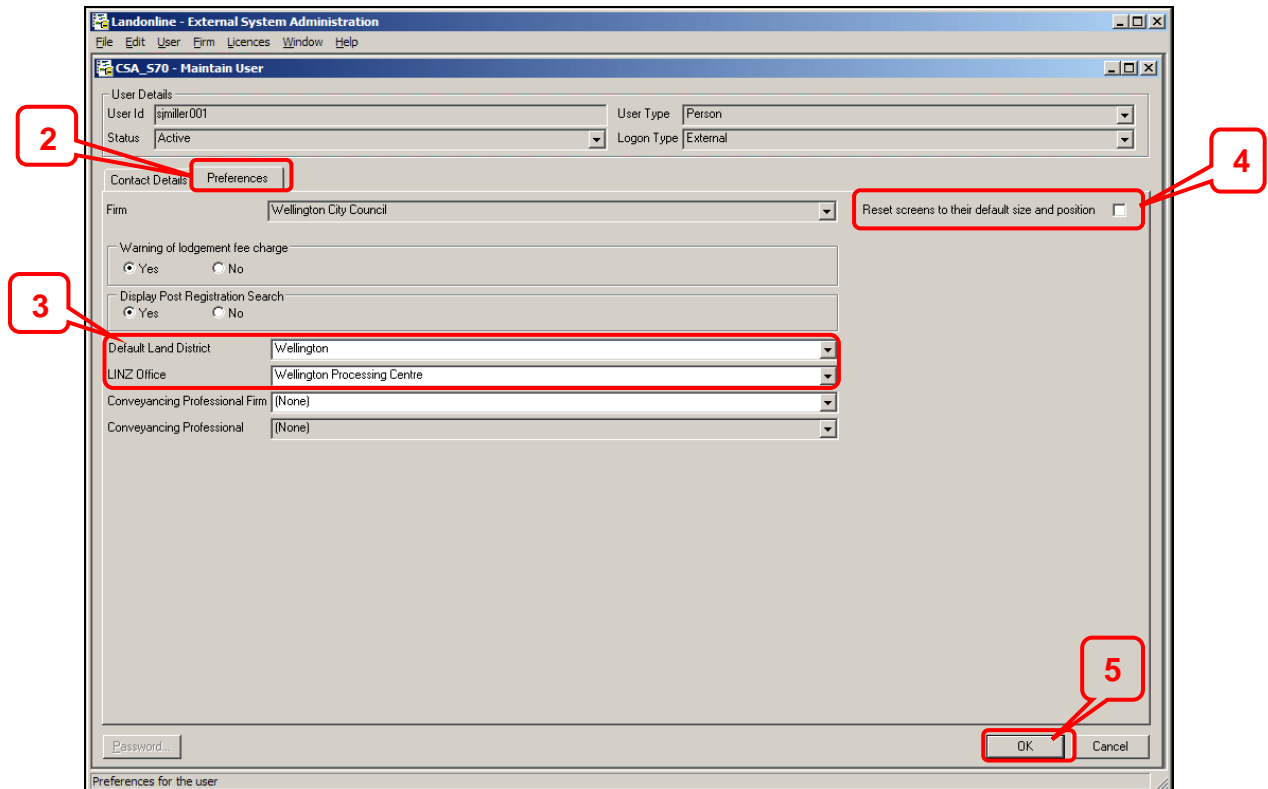 Landonline - External System Administration
File Edit User Firm Licences Window Help
CSA_S70 - Maintain User
User Details
User Id sjmiller001 User Type Person
Status Active Logon Type External
2
4
Contact Details Preferences
Firm Wellington City Council Reset screens to their default size and position
Warning of lodgement fee charge
Yes No
Display Post Registration Search
Yes No
3
Default Land District Wellington
LINZ Office Wellington Processing Centre
Conveyancing Professional Firm (None)
Conveyancing Professional (None)
5
Password... OK Cancel
Preferences for the user